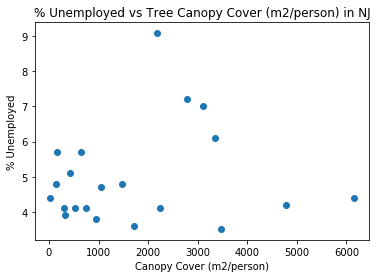 % Unemployed vs Tree Canopy Cover (m2/person) in NJ
9
8
7
6
5
4
% Unemployed
0 1000 2000 3000 4000 5000 6000
Canopy Cover (m2/person)